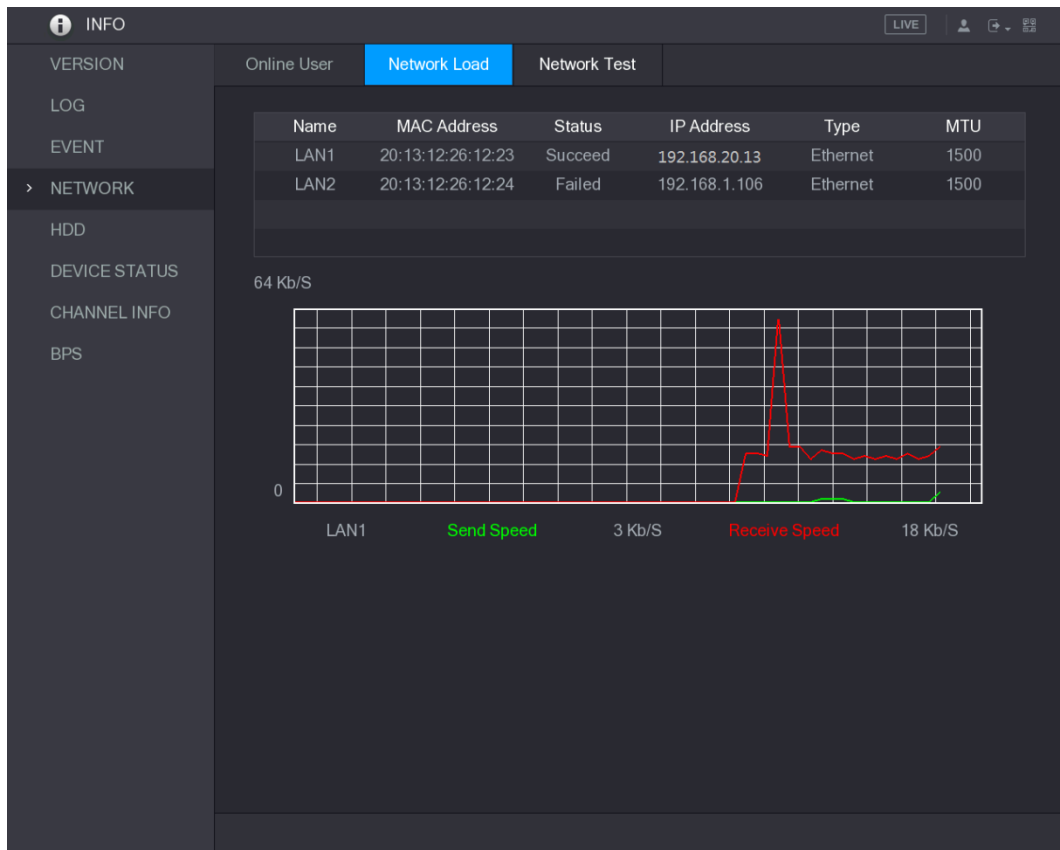 INFO
LIVE
VERSION
LOG
EVENT
NETWORK
HDD
DEVICE STATUS
CHANNEL INFO
BPS
Online User Network Load Network Test
Name MAC Address Status IP Address Type MTU
LAN1 20:13:12:26:12:23 Succeed 192.168.20.13 Ethernet 1500
LAN2 20:13:12:26:12:24 Failed 192.168.1.106 Ethernet 1500
64 Kb/S
0
LAN1 Send Speed 3 Kb/S Receive Speed 18 Kb/S